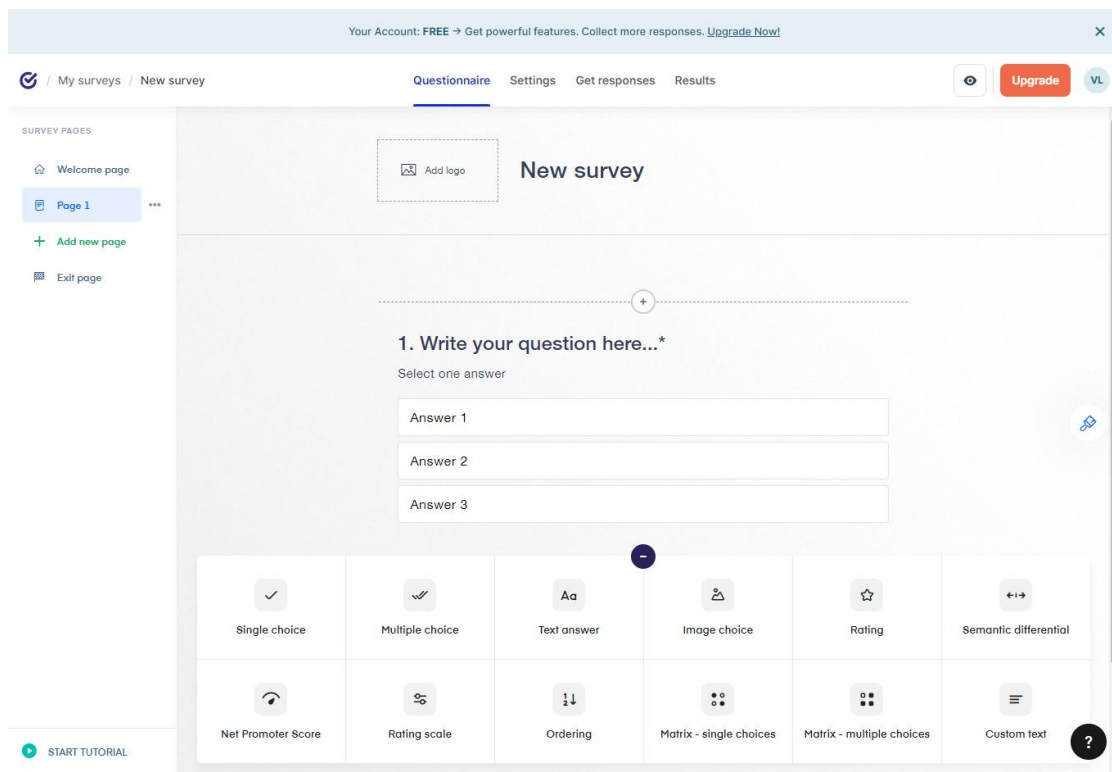 Your Account: FREE → Get powerful features. Collect more responses. Upgrade Now!
/ My surveys / New survey
Questionnaire Settings Get responses Results
Upgrade
VL
SURVEY PAGES
Welcome page
Page 1
Add new page
Exit page
Add logo
New survey
1. Write your question here...*
Select one answer
Answer 1
Answer 2
Answer 3
Single choice
Multiple choice
Aa
Text answer
Image choice
Rating
Semantic differential
Net Promoter Score
Rating scale
Ordering
Matrix - single choices
Matrix - multiple choices
Custom text
START TUTORIAL
?